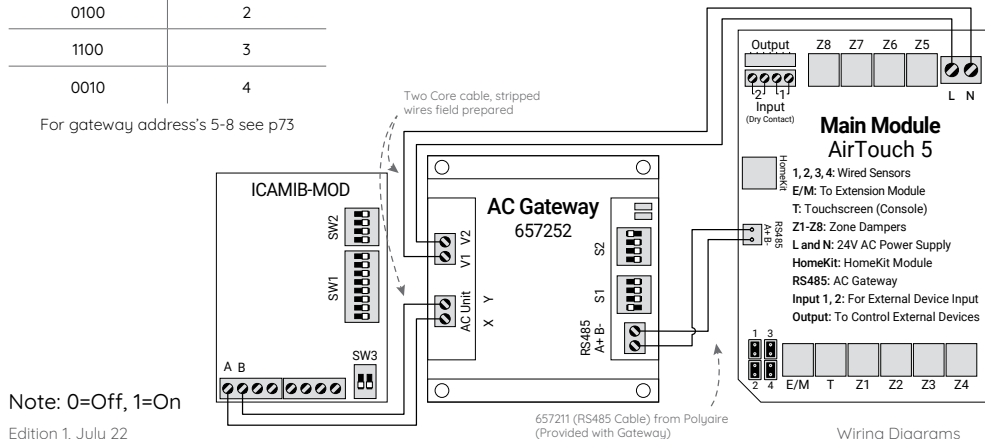 0100 2
1100 3
0010 4
For gateway address's 5-8 see p73
Two Core cable, stripped
wires field prepared
ICAMIB-MOD
SW2
SW1
SW3
A B
Note: 0=Off, 1=On
Edition 1, July 22
AC Gateway
657252
V1 V2
AC Unit
X Y
S2
S1
RS485
A+ B-
657211 (RS485 Cable) from Polyaire
(Provided with Gateway)
Output
2 1
Input
(Dry Contact)
Z8 Z7 Z6 Z5
L N
Main Module
AirTouch 5
HomeKit
RS485
A+ B-
1, 2, 3, 4: Wired Sensors
E/M: To Extension Module
T: Touchscreen (Console)
Z1-Z8: Zone Dampers
L and N: 24V AC Power Supply
HomeKit: HomeKit Module
RS485: AC Gateway
Input 1, 2: For External Device Input
Output: To Control External Devices
1 3
2 4 E/M T Z1 Z2 Z3 Z4
Wiring Diagrams